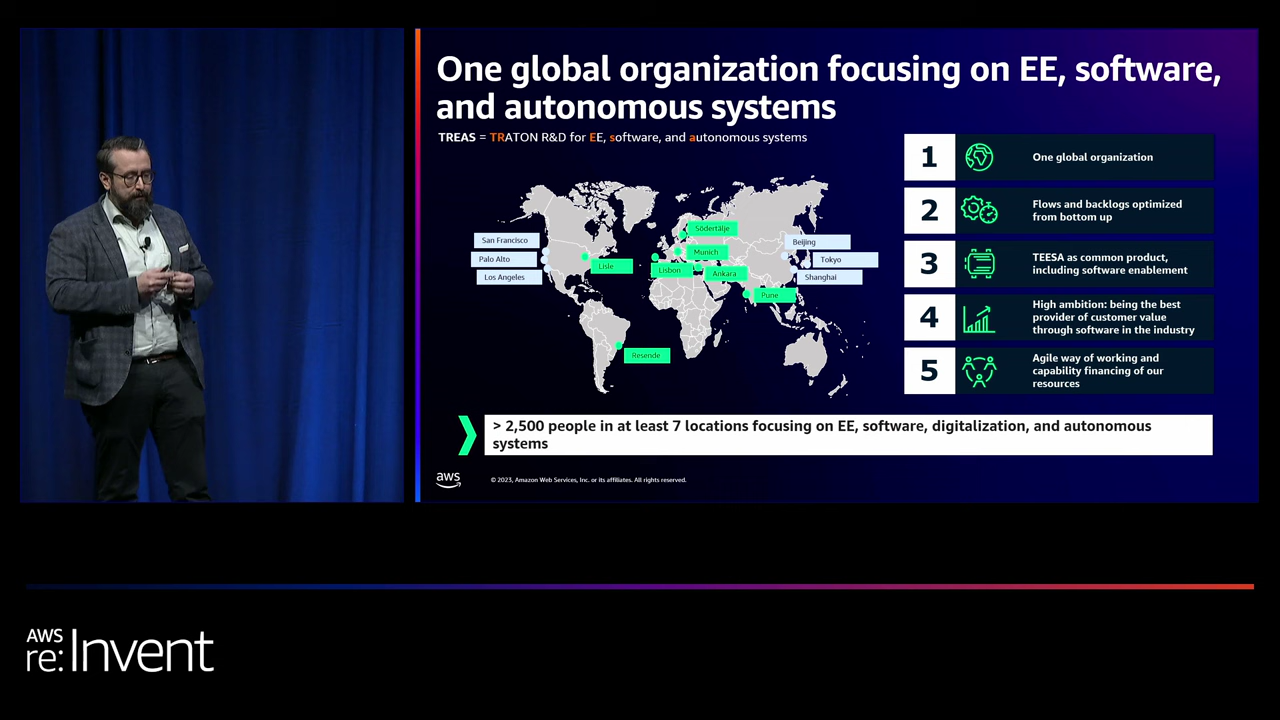 One global organization focusing on EE, software,
and autonomous systems
TREAS = TRATON R&D for EE, software, and autonomous systems
San Francisco
Palo Alto
Los Angeles
Lisle
Resende
Södertälje
Munich
Lisbon
Ankara
Pune
Beijing
Tokyo
Shanghai
1
One global organization
2
Flows and backlogs optimized
from bottom up
3
TEESA as common product,
including software enablement
4
High ambition: being the best
provider of customer value
through software in the industry
5
Agile way of working and
capability financing of our
resources
> 2,500 people in at least 7 locations focusing on EE, software, digitalization, and autonomous
systems
aws
© 2023, Amazon Web Services, Inc. or its affiliates. All rights reserved.
AWS
re:Invent